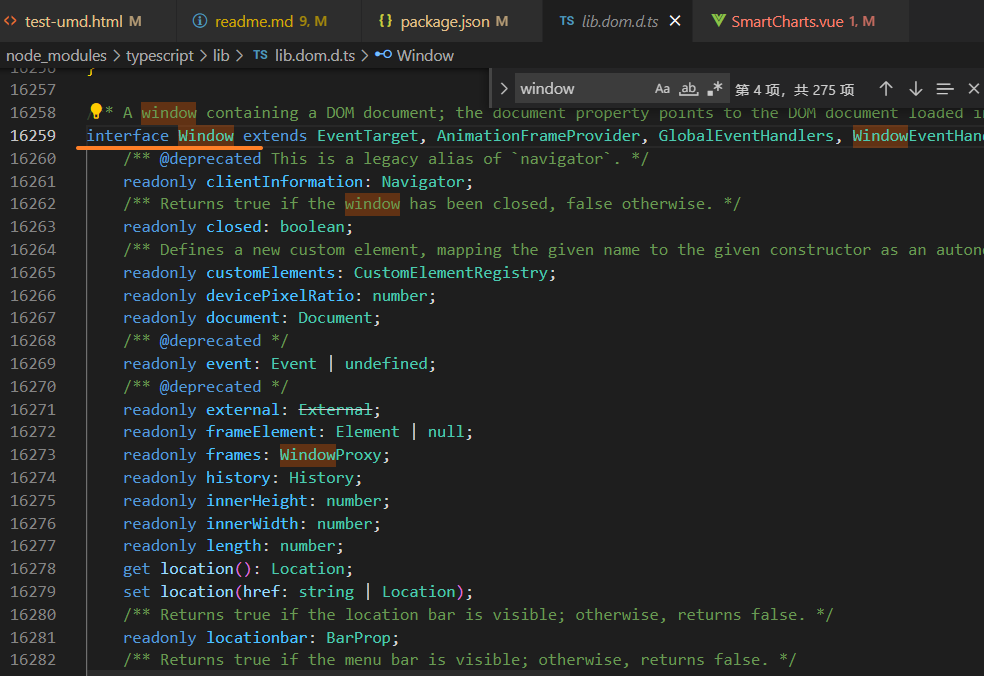 <> test-umd.html M readme.md 9, M {} package.json M TS lib.dom.d.ts × SmartCharts.vue 1, M
node_modules > typescript > lib > TS lib.dom.d.ts > Window
window Aa ab .* 第 4 项，共 275 项
16256 }
16257
16258 * A window containing a DOM document; the document property points to the DOM document loaded i
16259 interface Window extends EventTarget, AnimationFrameProvider, GlobalEventHandlers, WindowEventHan
16260 /** @deprecated This is a legacy alias of `navigator`. */
16261 readonly clientInformation: Navigator;
16262 /** Returns true if the window has been closed, false otherwise. */
16263 readonly closed: boolean;
16264 /** Defines a new custom element, mapping the given name to the given constructor as an auton
16265 readonly customElements: CustomElementRegistry;
16266 readonly devicePixelRatio: number;
16267 readonly document: Document;
16268 /** @deprecated */
16269 readonly event: Event | undefined;
16270 /** @deprecated */
16271 readonly external: External;
16272 readonly frameElement: Element | null;
16273 readonly frames: WindowProxy;
16274 readonly history: History;
16275 readonly innerHeight: number;
16276 readonly innerWidth: number;
16277 readonly length: number;
16278 get location(): Location;
16279 set location(href: string | Location);
16280 /** Returns true if the location bar is visible; otherwise, returns false. */
16281 readonly locationbar: BarProp;
16282 /** Returns true if the menu bar is visible; otherwise, returns false. */